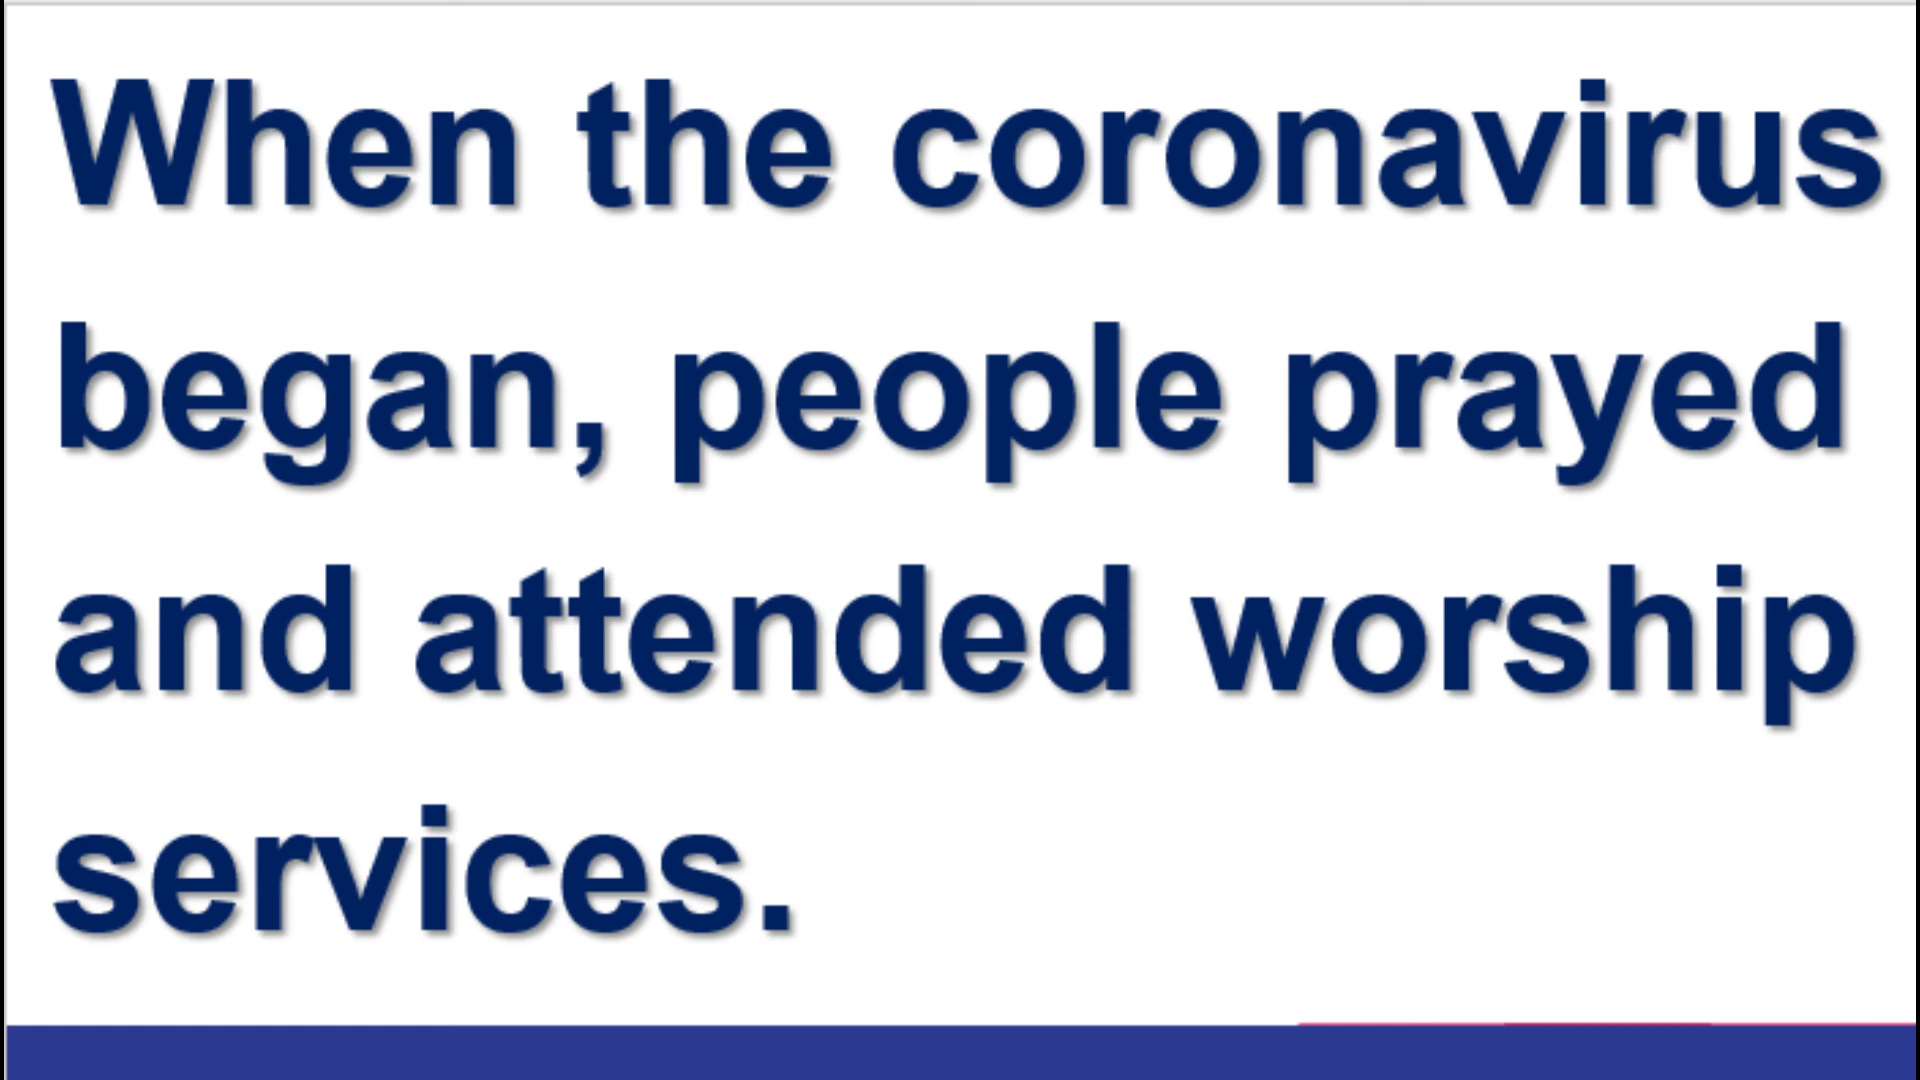 When the coronavirus
began, people prayed
and attended worship
services.